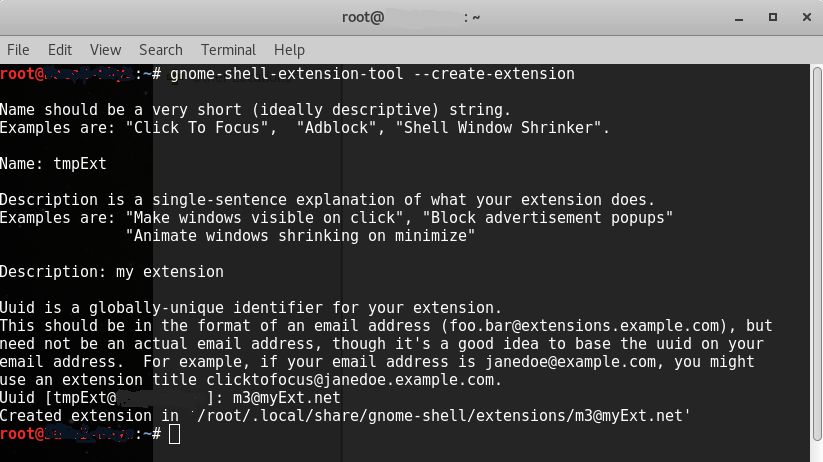 root@ : ~
File Edit View Search Terminal Help
root@ :~# gnome-shell-extension-tool --create-extension
Name should be a very short (ideally descriptive) string.
Examples are: "Click To Focus",  "Adblock", "Shell Window Shrinker".
Name: tmpExt
Description is a single-sentence explanation of what your extension does.
Examples are: "Make windows visible on click", "Block advertisement popups"
              "Animate windows shrinking on minimize"
Description: my extension
Uuid is a globally-unique identifier for your extension.
This should be in the format of an email address (foo.bar@extensions.example.com), but
need not be an actual email address, though it's a good idea to base the uuid on your
email address.  For example, if your email address is janedoe@example.com, you might
use an extension title clicktofocus@janedoe.example.com.
Uuid [tmpExt@ ]: m3@myExt.net
Created extension in '/root/.local/share/gnome-shell/extensions/m3@myExt.net'
root@ :~#